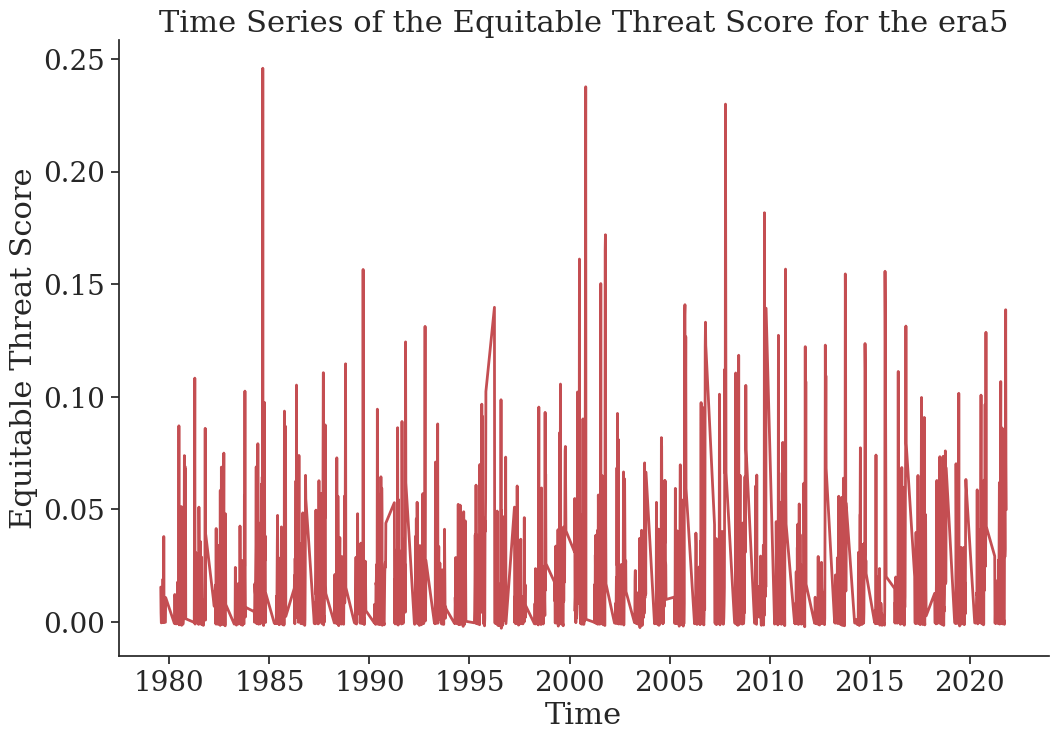 Time Series of the Equitable Threat Score for the era5
0.25
0.20
0.15
0.10
0.05
0.00
Equitable Threat Score
1980 1985 1990 1995 2000 2005 2010 2015 2020
Time